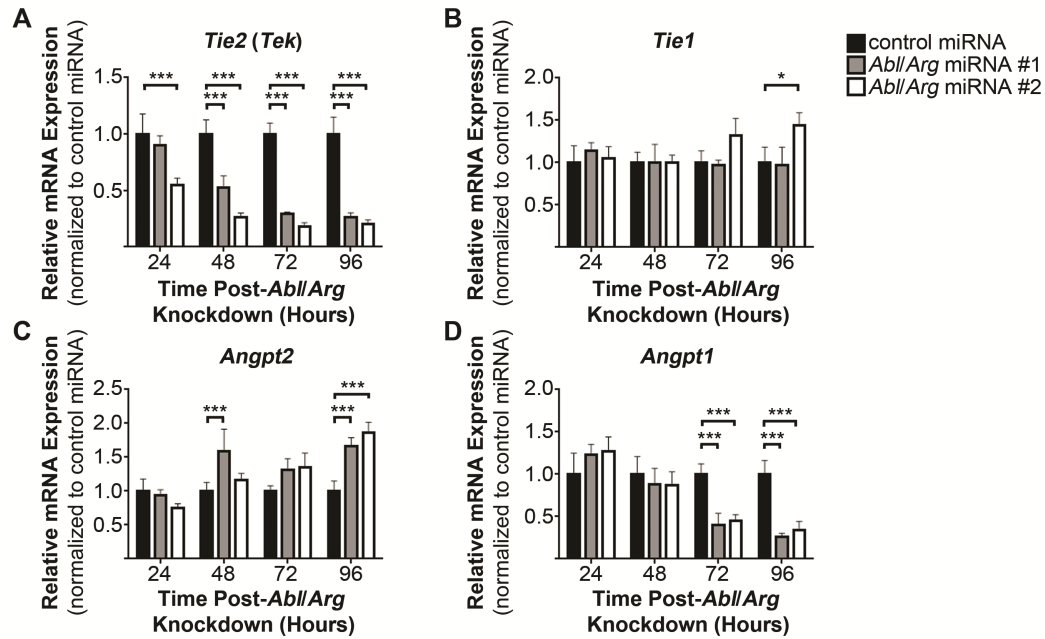 A
Tie2 (Tek)
Relative mRNA Expression
(normalized to control miRNA)
1.5
1.0
0.5
***
***
***
***
***
***
***
24 48 72 96
Time Post-Abl/Arg
Knockdown (Hours)
B
Tie1
Relative mRNA Expression
(normalized to control miRNA)
2.0
1.5
1.0
0.5
*
24 48 72 96
Time Post-Abl/Arg
Knockdown (Hours)
control miRNA
Abl/Arg miRNA #1
Abl/Arg miRNA #2
C
Angpt2
Relative mRNA Expression
(normalized to control miRNA)
2.5
2.0
1.5
1.0
0.5
***
***
***
24 48 72 96
Time Post-Abl/Arg
Knockdown (Hours)
D
Angpt1
Relative mRNA Expression
(normalized to control miRNA)
2.0
1.5
1.0
0.5
***
***
***
***
24 48 72 96
Time Post-Abl/Arg
Knockdown (Hours)